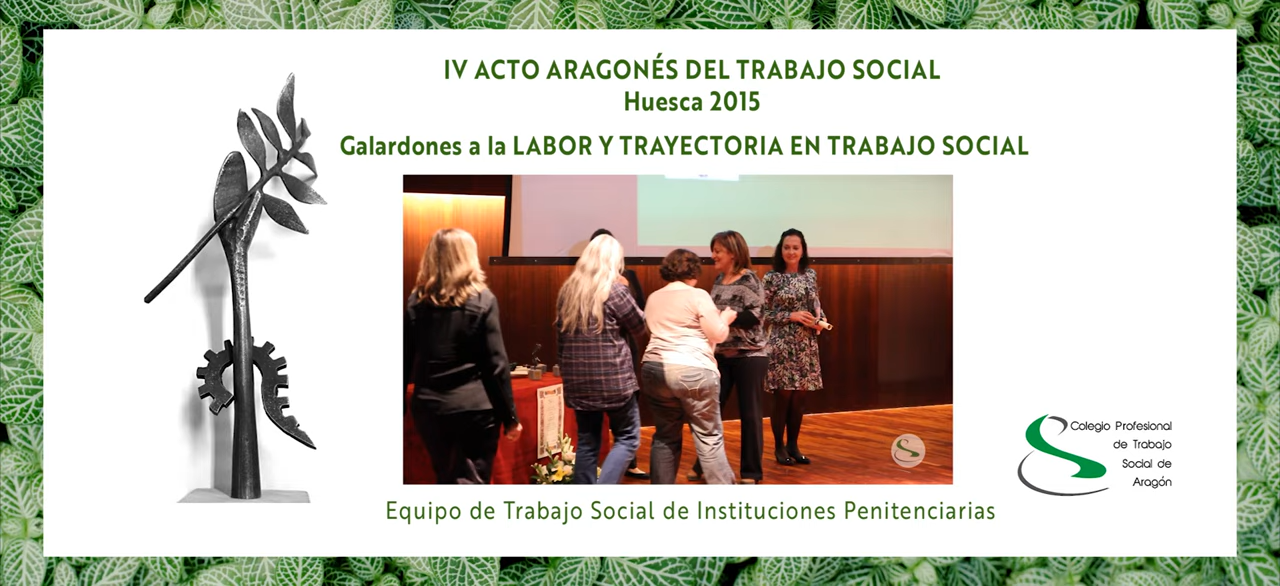 IV ACTO ARAGONÉS DEL TRABAJO SOCIAL
Huesca 2015
Galardones a la LABOR Y TRAYECTORIA EN TRABAJO SOCIAL
Equipo de Trabajo Social de Instituciones Penitenciarias
Colegio Profesional
de Trabajo
Social de
Aragón